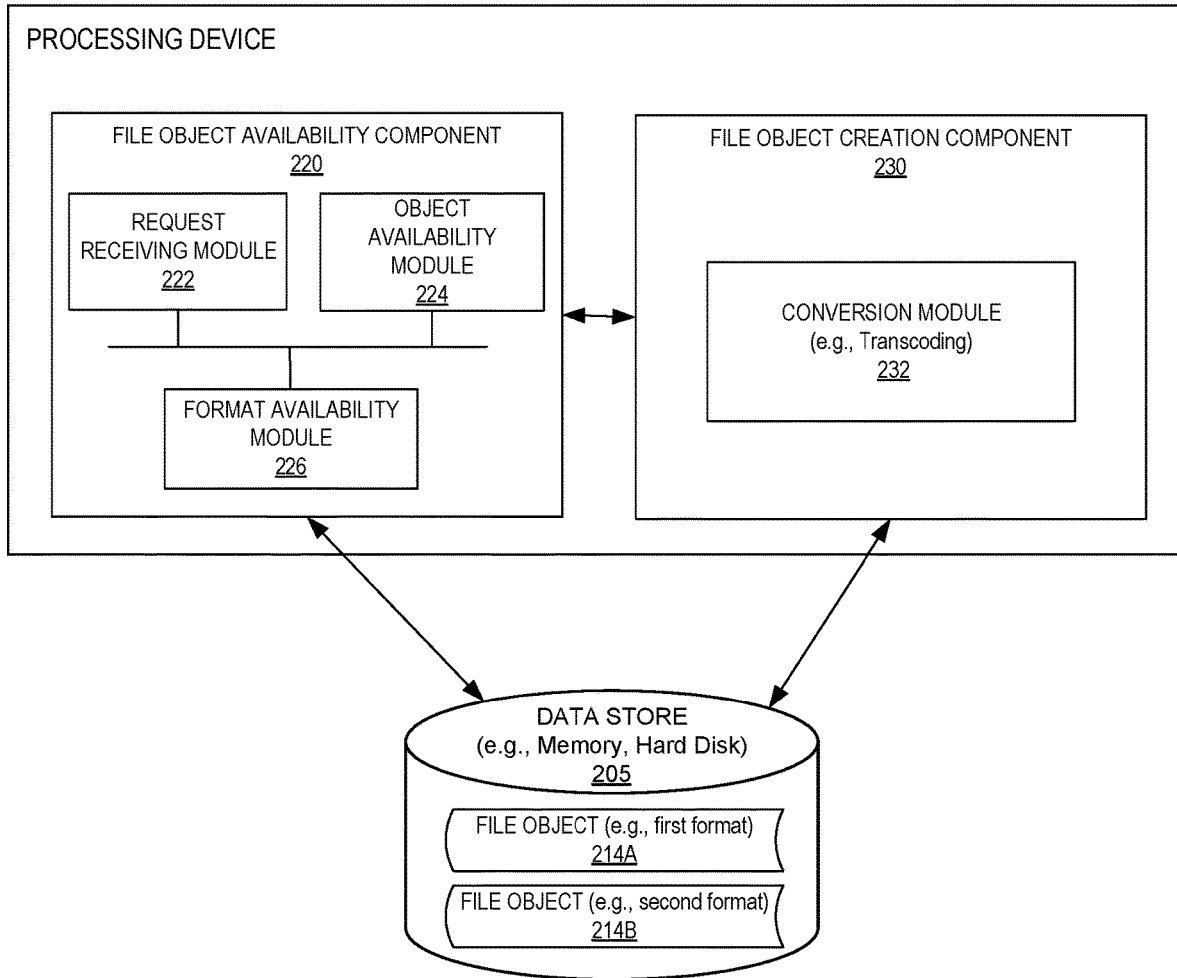 PROCESSING DEVICE
FILE OBJECT AVAILABILITY COMPONENT
220
REQUEST
RECEIVING MODULE
222
OBJECT
AVAILABILITY
MODULE
224
FORMAT AVAILABILITY
MODULE
226
FILE OBJECT CREATION COMPONENT
230
CONVERSION MODULE
(e.g., Transcoding)
232
DATA STORE
(e.g., Memory, Hard Disk)
205
FILE OBJECT (e.g., first format)
214A
FILE OBJECT (e.g., second format)
214B